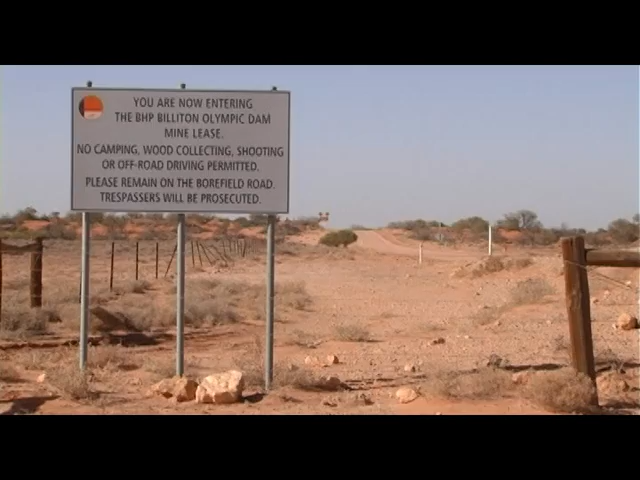 YOU ARE NOW ENTERING
THE BHP BILLITON OLYMPIC DAM
MINE LEASE.
NO CAMPING, WOOD COLLECTING, SHOOTING
OR OFF-ROAD DRIVING PERMITTED.
PLEASE REMAIN ON THE BOREFIELD ROAD.
TRESPASSERS WILL BE PROSECUTED.